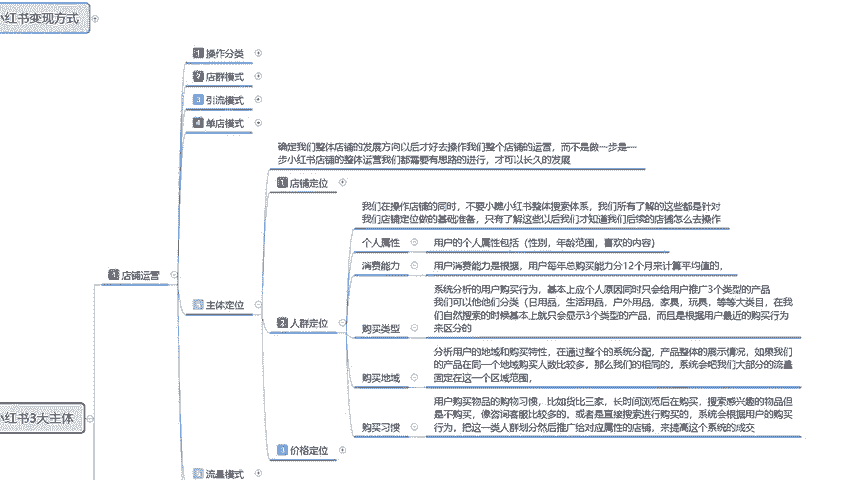 小红书变现方式
1 操作分类
2 店群模式
3 引流模式
4 单店模式
确定我们整体店铺的发展方向以后才好去操作我们整个店铺的运营，而不是做一步是一
步小红书店铺的整体运营我们都需要有思路的进行，才可以长久的发展
1 店铺定位
我们在操作店铺的同时，不要小瞧小红书整体搜索体系，我们所有了解的这些都是针对
我们店铺定位做的基础准备，只有了解这些以后我们才知道我们后续的店铺怎么去操作
个人属性
用户的个人属性包括（性别，年龄范围，喜欢的内容）
消费能力
用户消费能力是根据，用户每年总购买能力分12个月来计算平均值的，
1 店铺运营
5 主体定位
2 人群定位
系统分析的用户购买行为，基本上应个人原因同时只会给用户推广3个类型的产品
我们可以他他们分类（日用品，生活用品，户外用品，家具，玩具，等等大类目，在我
们自然搜索的时候基本上就只会显示3个类型的产品，而且是根据用户最近的购买行为
来区分的
购买类型
分析用户的地域和购买特性，在通过整个的系统分配，产品整体的展示情况，如果我们
的产品在同一个地域购买人数比较多，那么我们的相同的，系统会吧我们大部分的流量
固定在这一个区域范围，
购买地域
用户购买物品的购物习惯，比如货比三家，长时间浏览后在购买，搜索感兴趣的物品但
是不购买，像咨询客服比较多的，或者是直接搜索进行购买的，系统会根据用户的购买
行为，把这一类人群划分然后推广给对应属性的店铺，来提高这个系统的成交
购买习惯
小红书3大主体
3 价格定位
流量模式